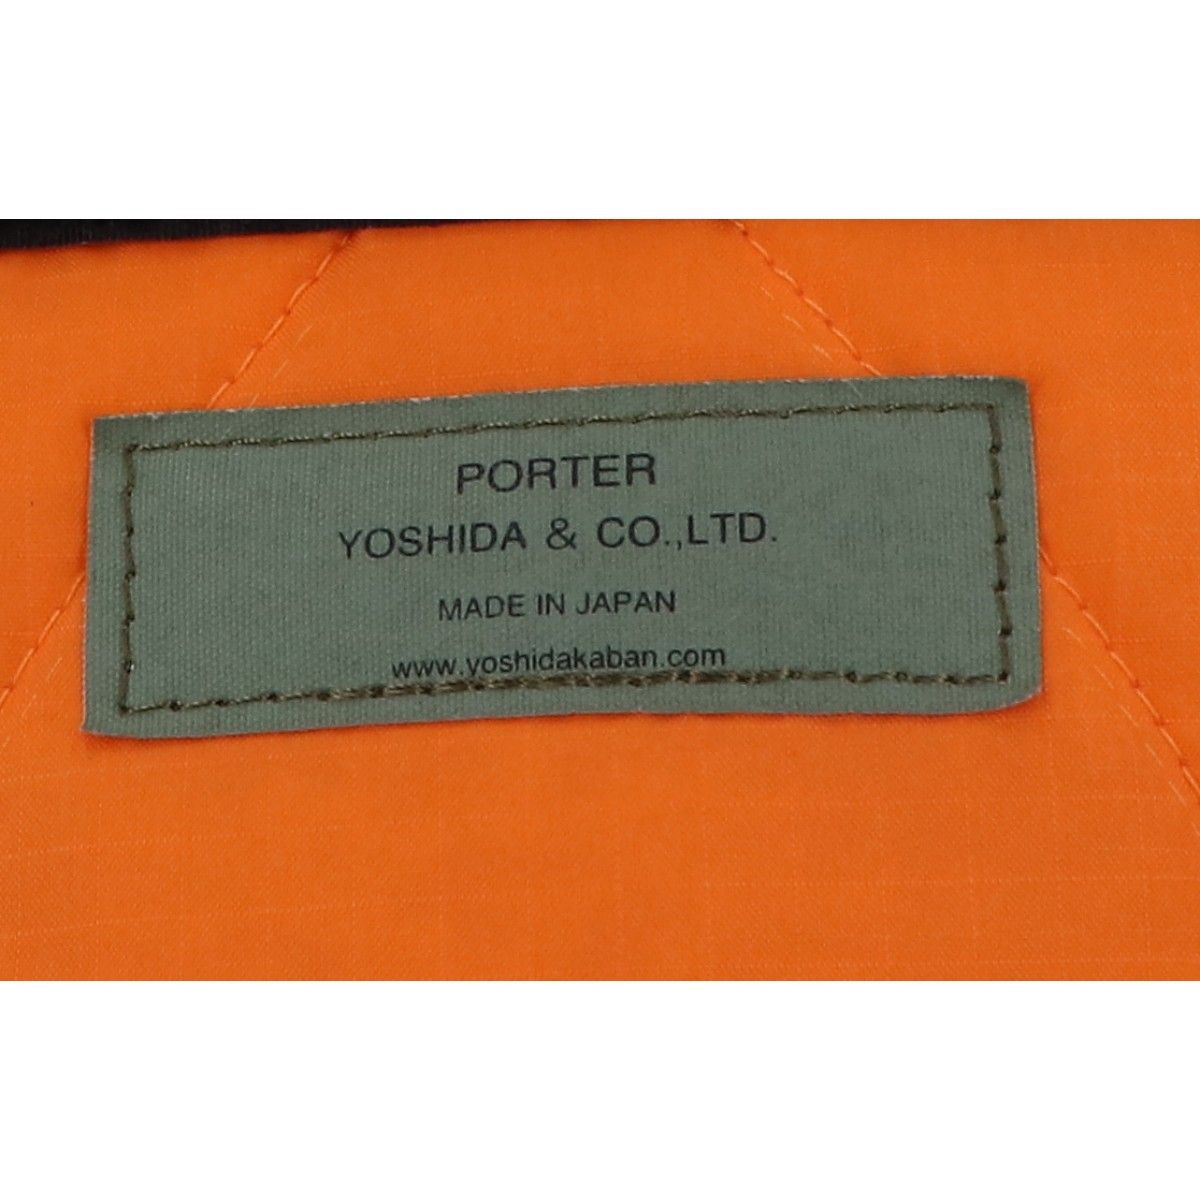 PORTER
YOSHIDA & CO.,LTD.
MADE IN JAPAN
www.yoshidakaban.com